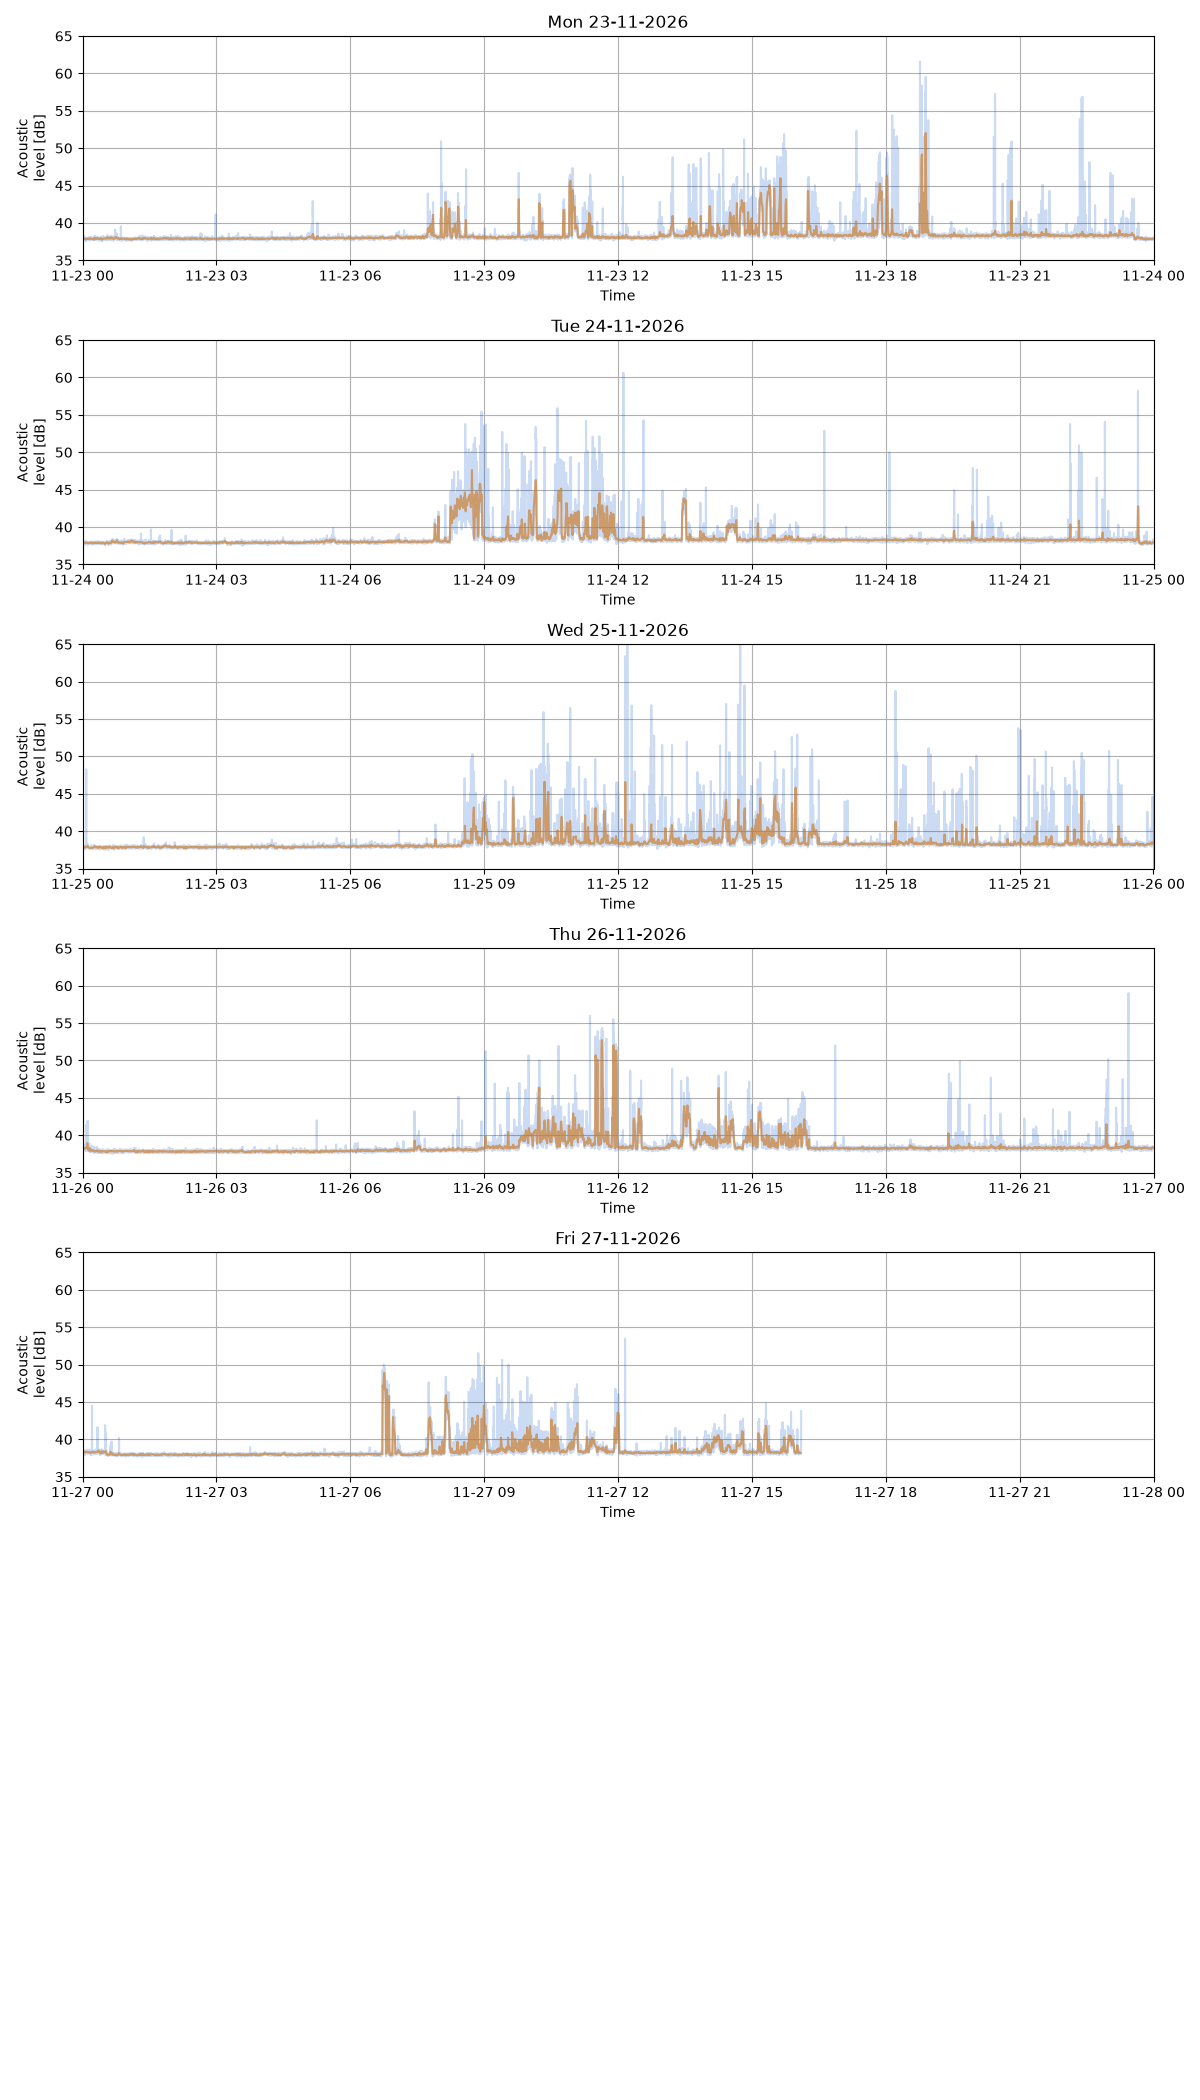 Mon 23-11-2026
65
60
55
50
45
40
35
Acoustic
level [dB]
11-23 00 11-23 03 11-23 06 11-23 09 11-23 12 11-23 15 11-23 18 11-23 21 11-24 00
Time
Tue 24-11-2026
65
60
55
50
45
40
35
Acoustic
level [dB]
11-24 00 11-24 03 11-24 06 11-24 09 11-24 12 11-24 15 11-24 18 11-24 21 11-25 00
Time
Wed 25-11-2026
65
60
55
50
45
40
35
Acoustic
level [dB]
11-25 00 11-25 03 11-25 06 11-25 09 11-25 12 11-25 15 11-25 18 11-25 21 11-26 00
Time
Thu 26-11-2026
65
60
55
50
45
40
35
Acoustic
level [dB]
11-26 00 11-26 03 11-26 06 11-26 09 11-26 12 11-26 15 11-26 18 11-26 21 11-27 00
Time
Fri 27-11-2026
65
60
55
50
45
40
35
Acoustic
level [dB]
11-27 00 11-27 03 11-27 06 11-27 09 11-27 12 11-27 15 11-27 18 11-27 21 11-28 00
Time